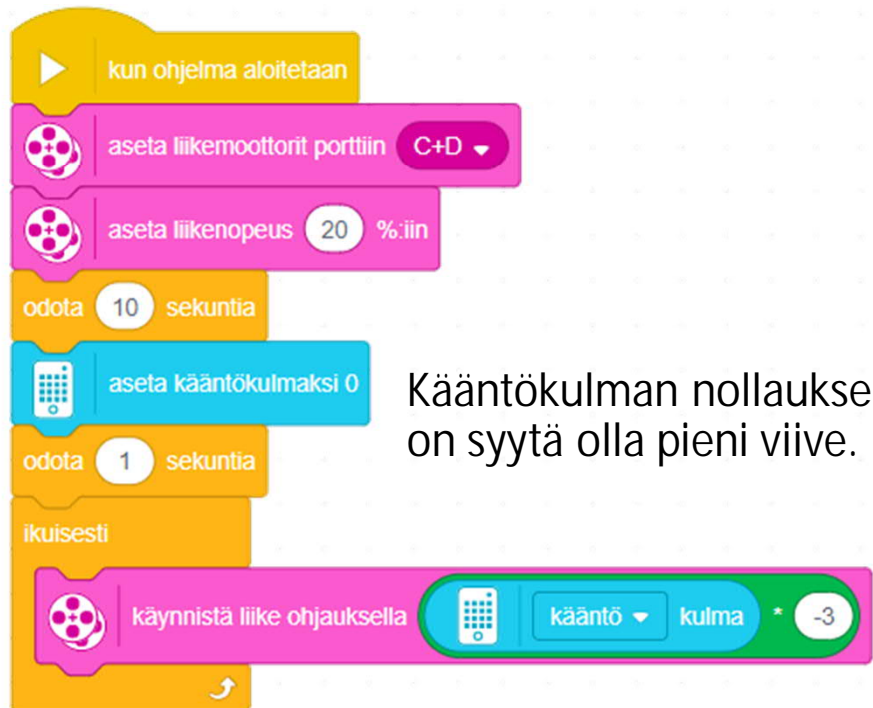 kun ohjelma aloitetaan
aseta liikemoottorit porttiin C+D
aseta liikenopeus 20 %:iin
odota 10 sekuntia
aseta kääntökulmaksi 0
Kääntökulman nollaukse
on syytä olla pieni viive.
odota 1 sekuntia
ikuisesti
käynnistä liike ohjauksella kääntö kulma * -3